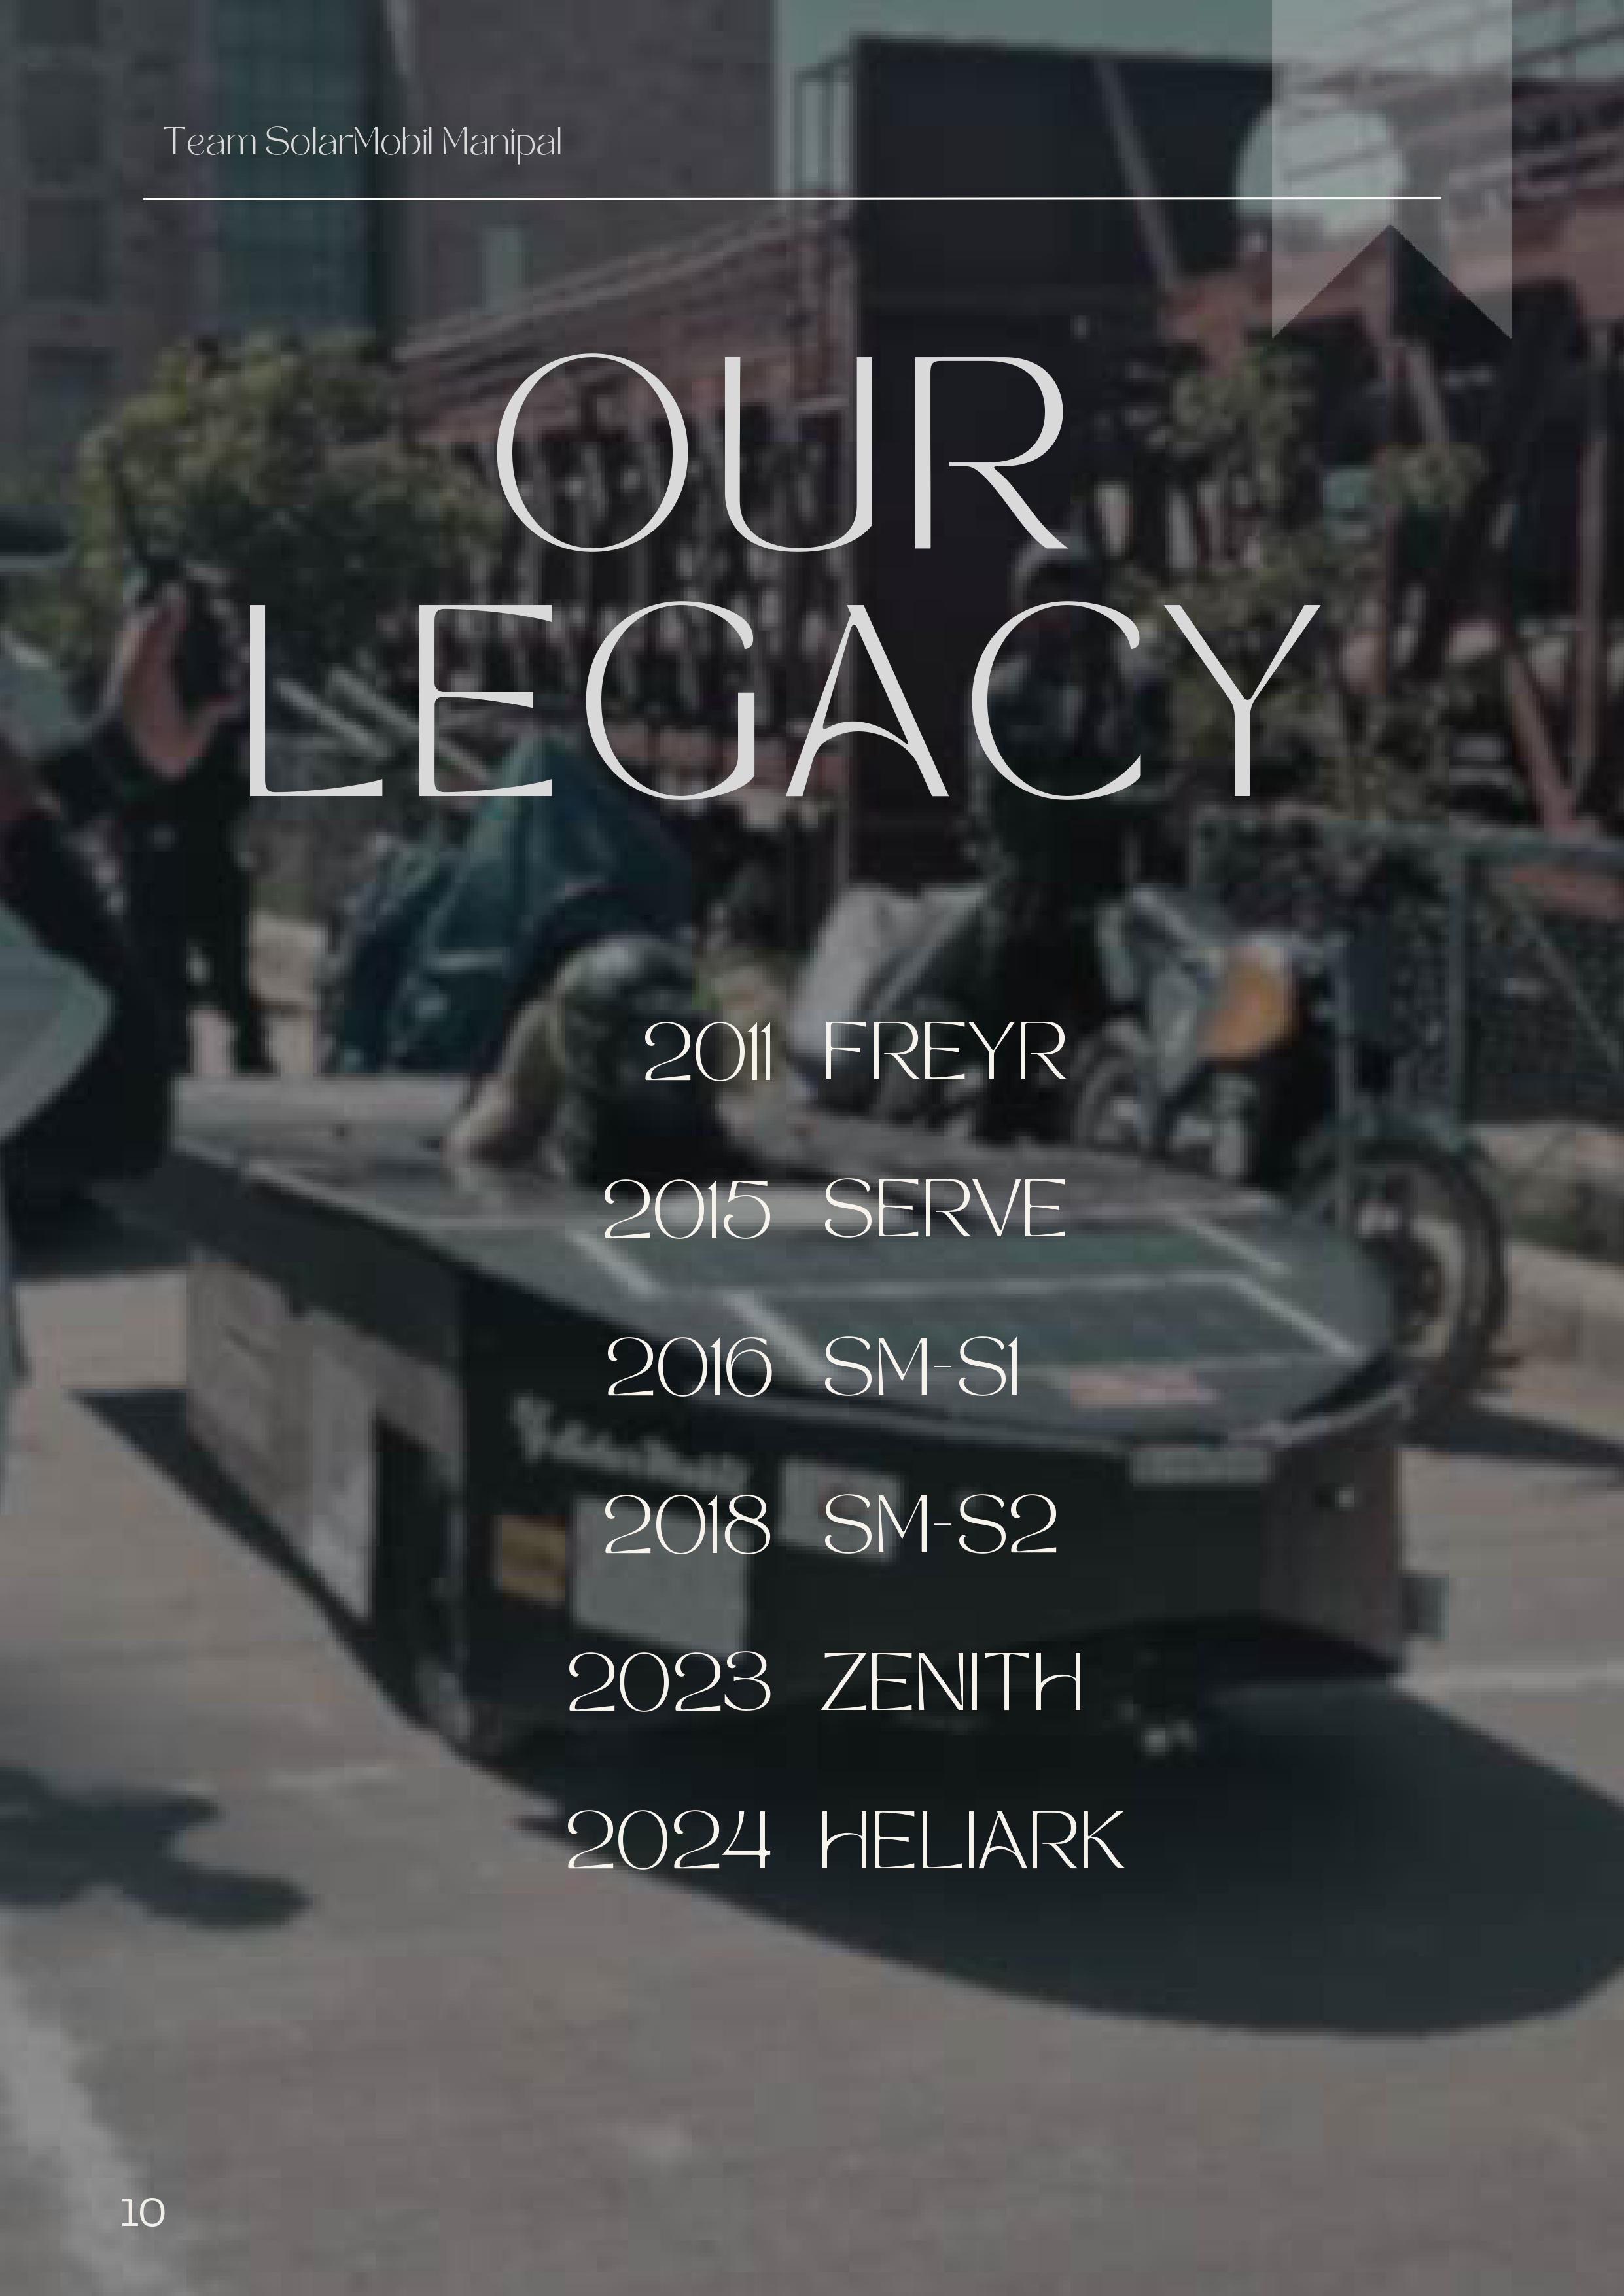 Team SolarMobil Manipal
OUR
LEGACY
2011 FREYR
2015 SERVE
2016 SM-S1
2018 SM-S2
2023 ZENITH
2024 HELIARK
10